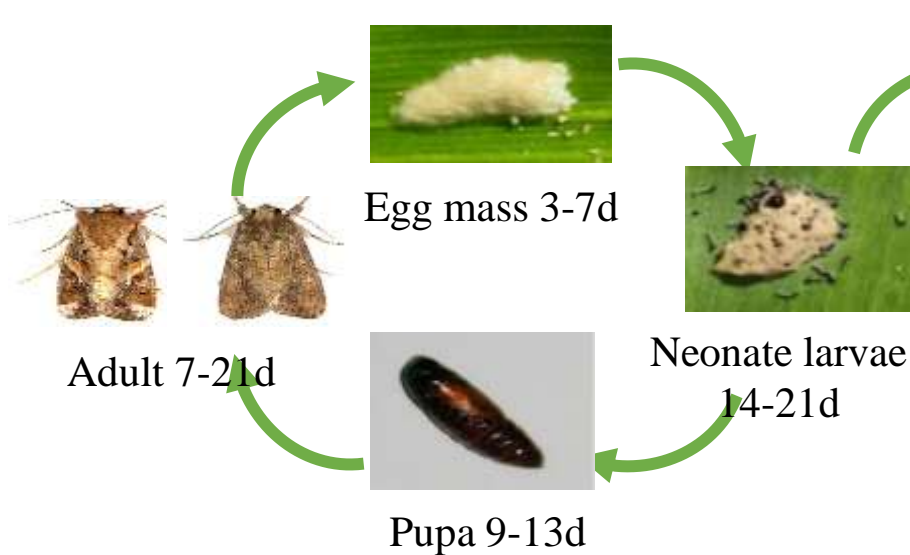 Egg mass 3-7d
Adult 7-21d
Neonate larvae
14-21d
Pupa 9-13d